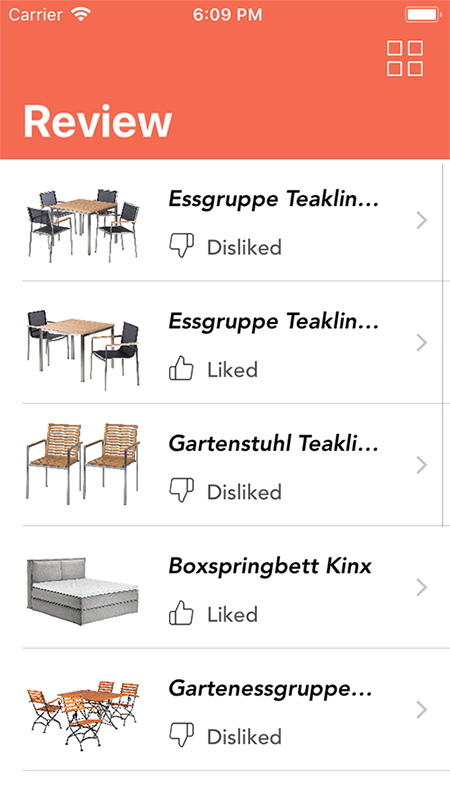 Carrier 6:09 PM
Review
Essgruppe Teaklin...
Disliked
Essgruppe Teaklin...
Liked
Gartenstuhl Teakli...
Disliked
Boxspringbett Kinx
Liked
Gartenessgruppe...
Disliked